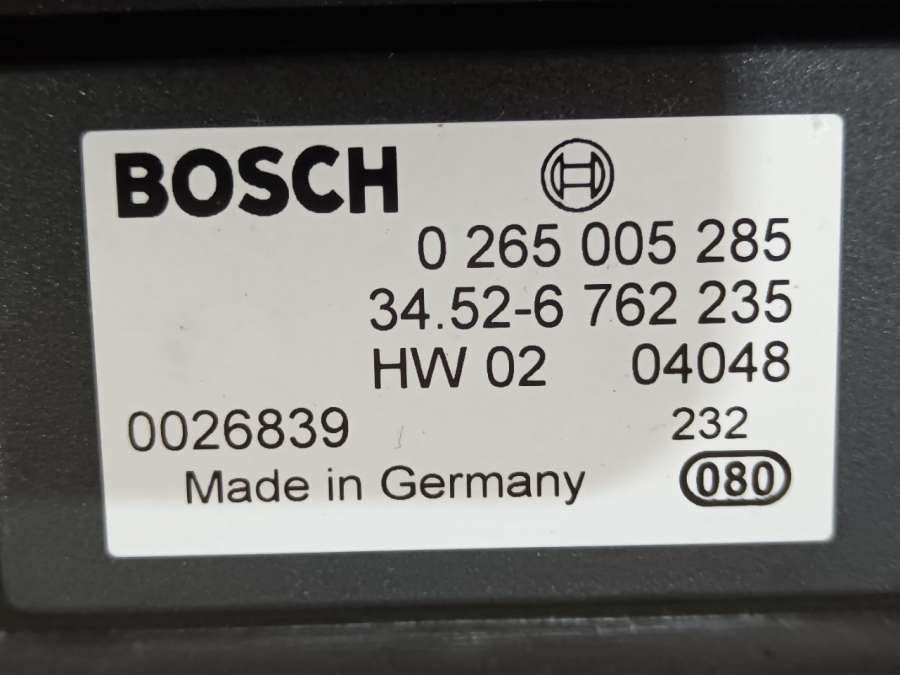 BOSCH
0 265 005 285
34.52-6 762 235
HW 02 04048
0026839 232
Made in Germany 080